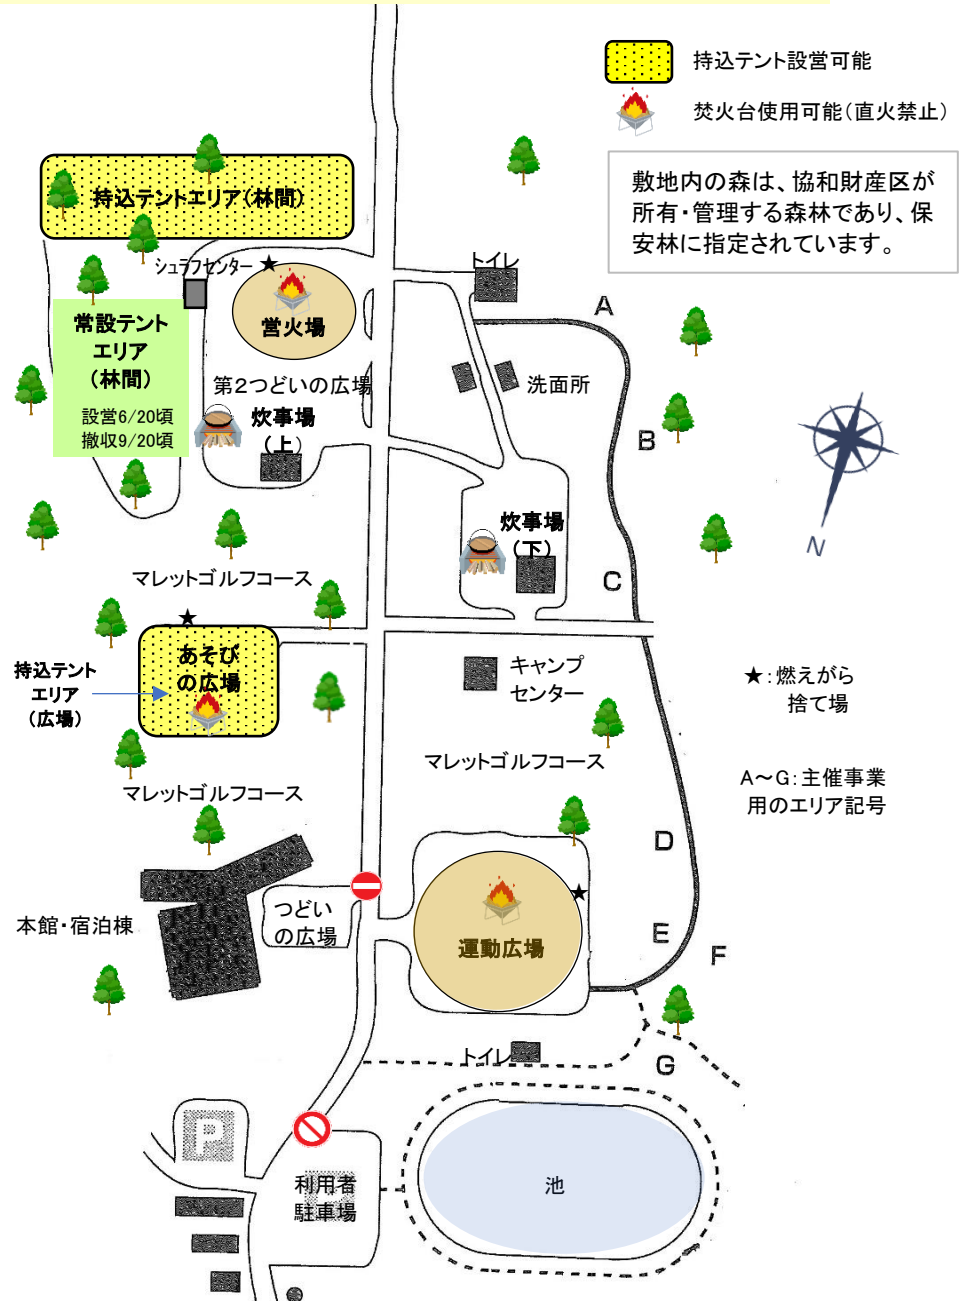 持込テント設営可能
焚火台使用可能(直火禁止)
敷地内の森は、協和財産区が
所有・管理する森林であり、保
安林に指定されています。
持込テントエリア(林間)
シュラフセンター ★
トイレ
A
営火場
常設テント
エリア
(林間)
設営6/20頃
撤収9/20頃
第2つどいの広場
洗面所
炊事場
(上)
B
N
炊事場
(下)
C
マレットゴルフコース
★
あそび
の広場
持込テント
エリア
(広場)
キャンプ
センター
★:燃えがら
捨て場
マレットゴルフコース
A～G:主催事業
用のエリア記号
マレットゴルフコース
D
★
つどい
の広場
本館・宿泊棟
運動広場
E
F
トイレ
G
P
利用者
駐車場
P
池